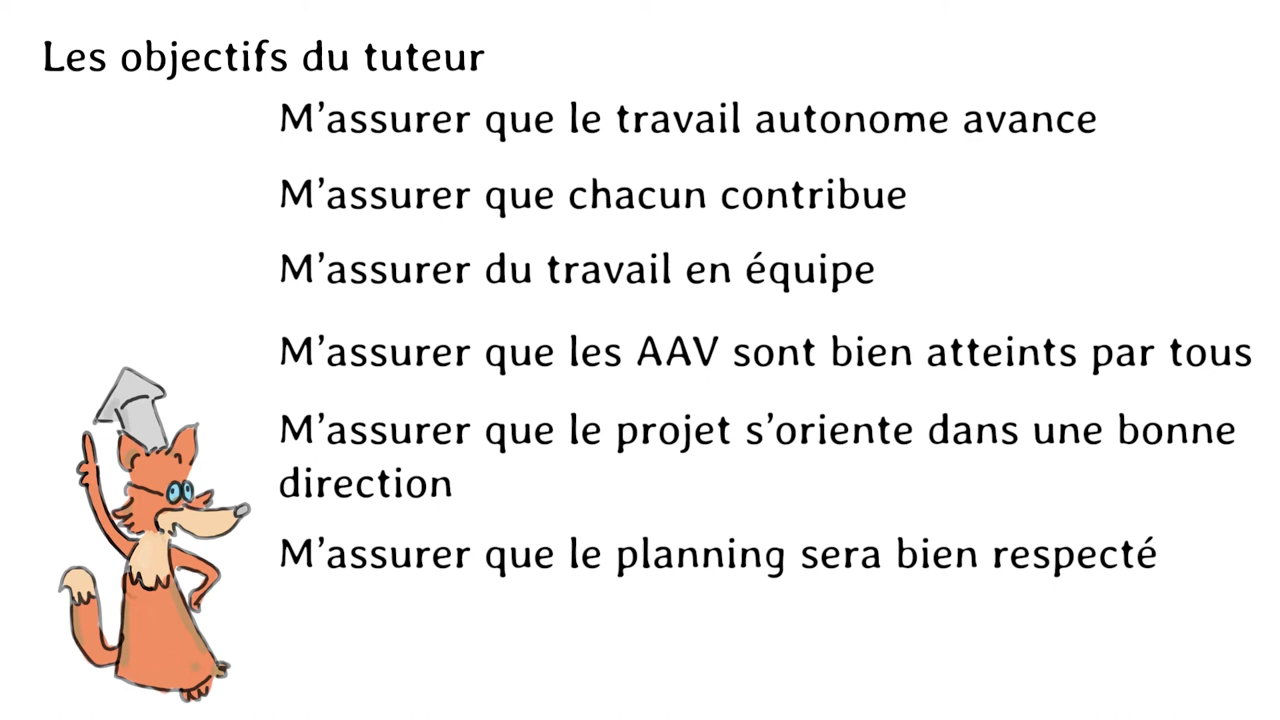 Les objectifs du tuteur
M'assurer que le travail autonome avance
M'assurer que chacun contribue
M'assurer du travail en équipe
M'assurer que les AAV sont bien atteints par tous
M'assurer que le projet s'oriente dans une bonne
direction
M'assurer que le planning sera bien respecté